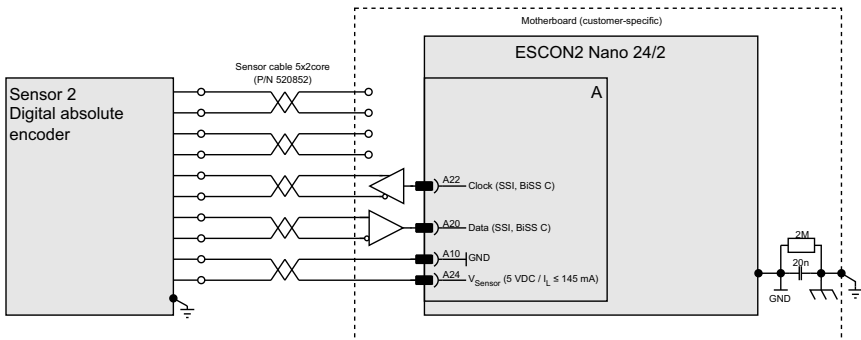 Motherboard (customer-specific)
ESCON2 Nano 24/2
Sensor cable 5x2core
(P/N 520852)
Sensor 2
Digital absolute
encoder
A
A22
Clock (SSI, BiSS C)
A20
Data (SSI, BiSS C)
A10
GND
A24
VSensor (5 VDC / IL ≤ 145 mA)
2M
20n
GND